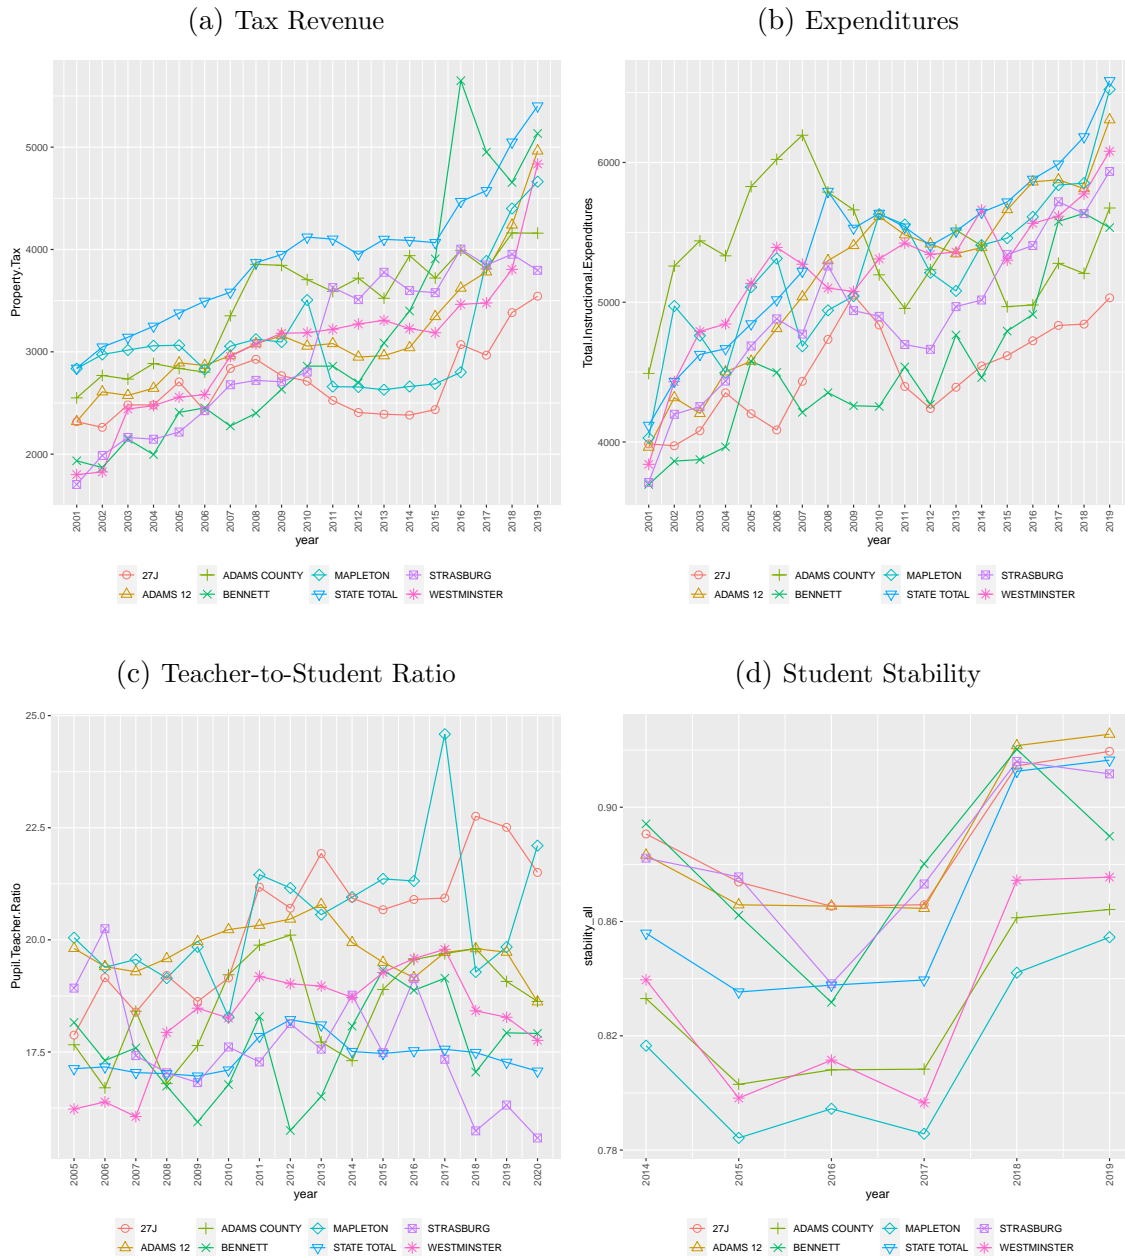 (a) Tax Revenue
(b) Expenditures
Property.Tax
5000
4000
3000
2000
2001 2002 2003 2004 2005 2006 2007 2008 2009 2010 2011 2012 2013 2014 2015 2016 2017 2018 2019
year
27J ADAMS COUNTY MAPLETON STRASBURG
ADAMS 12 BENNETT STATE TOTAL WESTMINSTER
Total.Instructional.Expenditures
6000
5000
4000
2001 2002 2003 2004 2005 2006 2007 2008 2009 2010 2011 2012 2013 2014 2015 2016 2017 2018 2019
year
27J ADAMS COUNTY MAPLETON STRASBURG
ADAMS 12 BENNETT STATE TOTAL WESTMINSTER
(c) Teacher-to-Student Ratio
(d) Student Stability
Pupil.Teacher.Ratio
25.0
22.5
20.0
17.5
2005 2006 2007 2008 2009 2010 2011 2012 2013 2014 2015 2016 2017 2018 2019 2020
year
27J ADAMS COUNTY MAPLETON STRASBURG
ADAMS 12 BENNETT STATE TOTAL WESTMINSTER
stability_all
0.90
0.86
0.82
0.78
2014 2015 2016 2017 2018 2019
year
27J ADAMS COUNTY MAPLETON STRASBURG
ADAMS 12 BENNETT STATE TOTAL WESTMINSTER